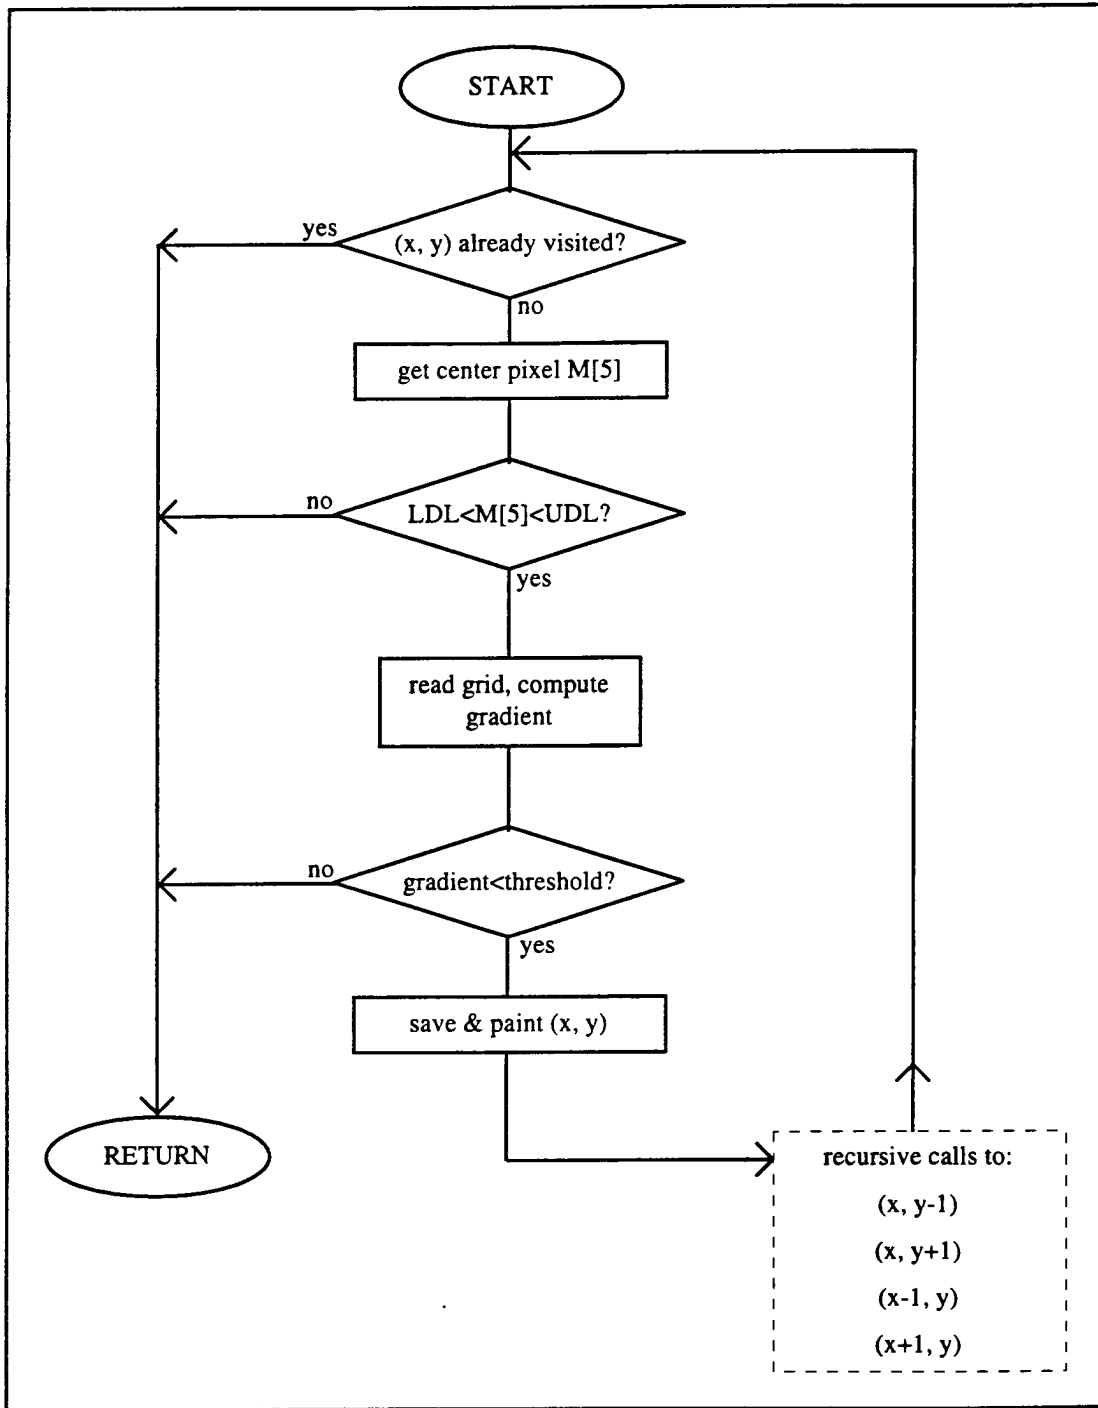 START
yes
(x, y) already visited?
no
get center pixel M[5]
no
LDL<M[5]<UDL?
yes
read grid, compute
gradient
no
gradient<threshold?
yes
save & paint (x, y)
RETURN
recursive calls to:
(x, y-1)
(x, y+1)
(x-1, y)
(x+1, y)